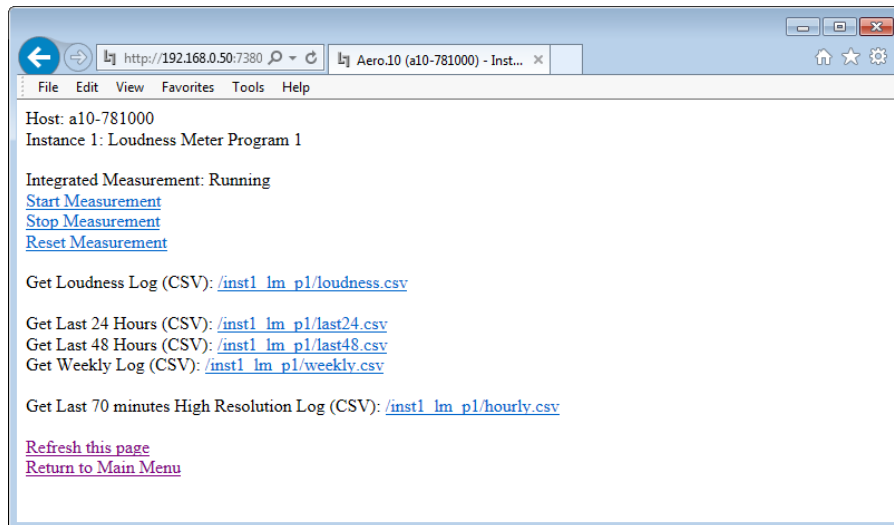 http://192.168.0.50:7380
Aero.10 (a10-781000) - Inst...
File Edit View Favorites Tools Help
Host: a10-781000
Instance 1: Loudness Meter Program 1
Integrated Measurement: Running
Start Measurement
Stop Measurement
Reset Measurement
Get Loudness Log (CSV): /inst1_lm_p1/loudness.csv
Get Last 24 Hours (CSV): /inst1_lm_p1/last24.csv
Get Last 48 Hours (CSV): /inst1_lm_p1/last48.csv
Get Weekly Log (CSV): /inst1_lm_p1/weekly.csv
Get Last 70 minutes High Resolution Log (CSV): /inst1_lm_p1/hourly.csv
Refresh this page
Return to Main Menu